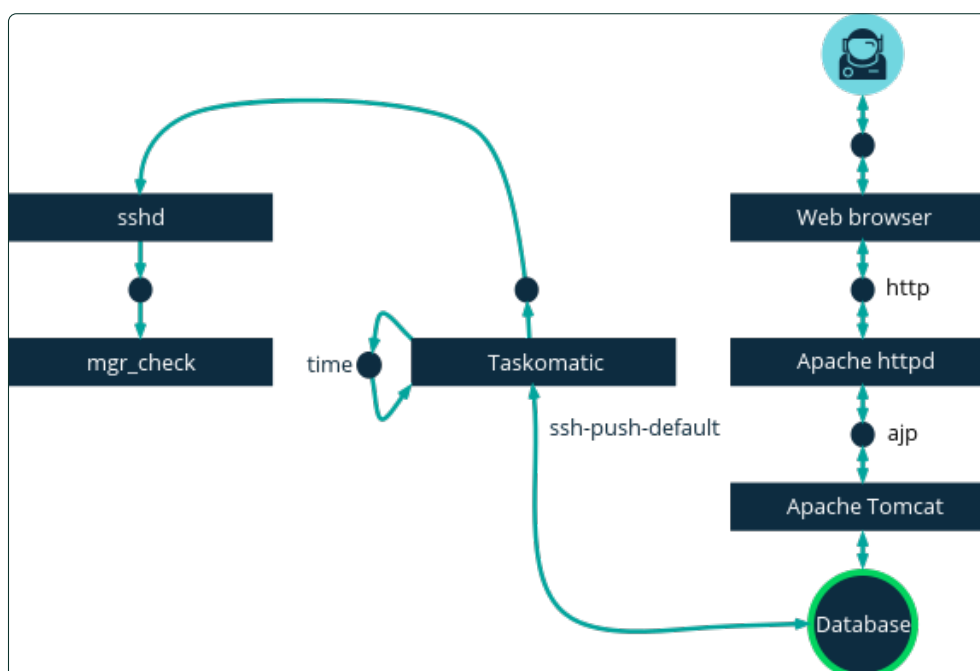 sshd
Web browser
http
mgr_check
time
Taskomatic
Apache httpd
ssh-push-default
ajp
Apache Tomcat
Database